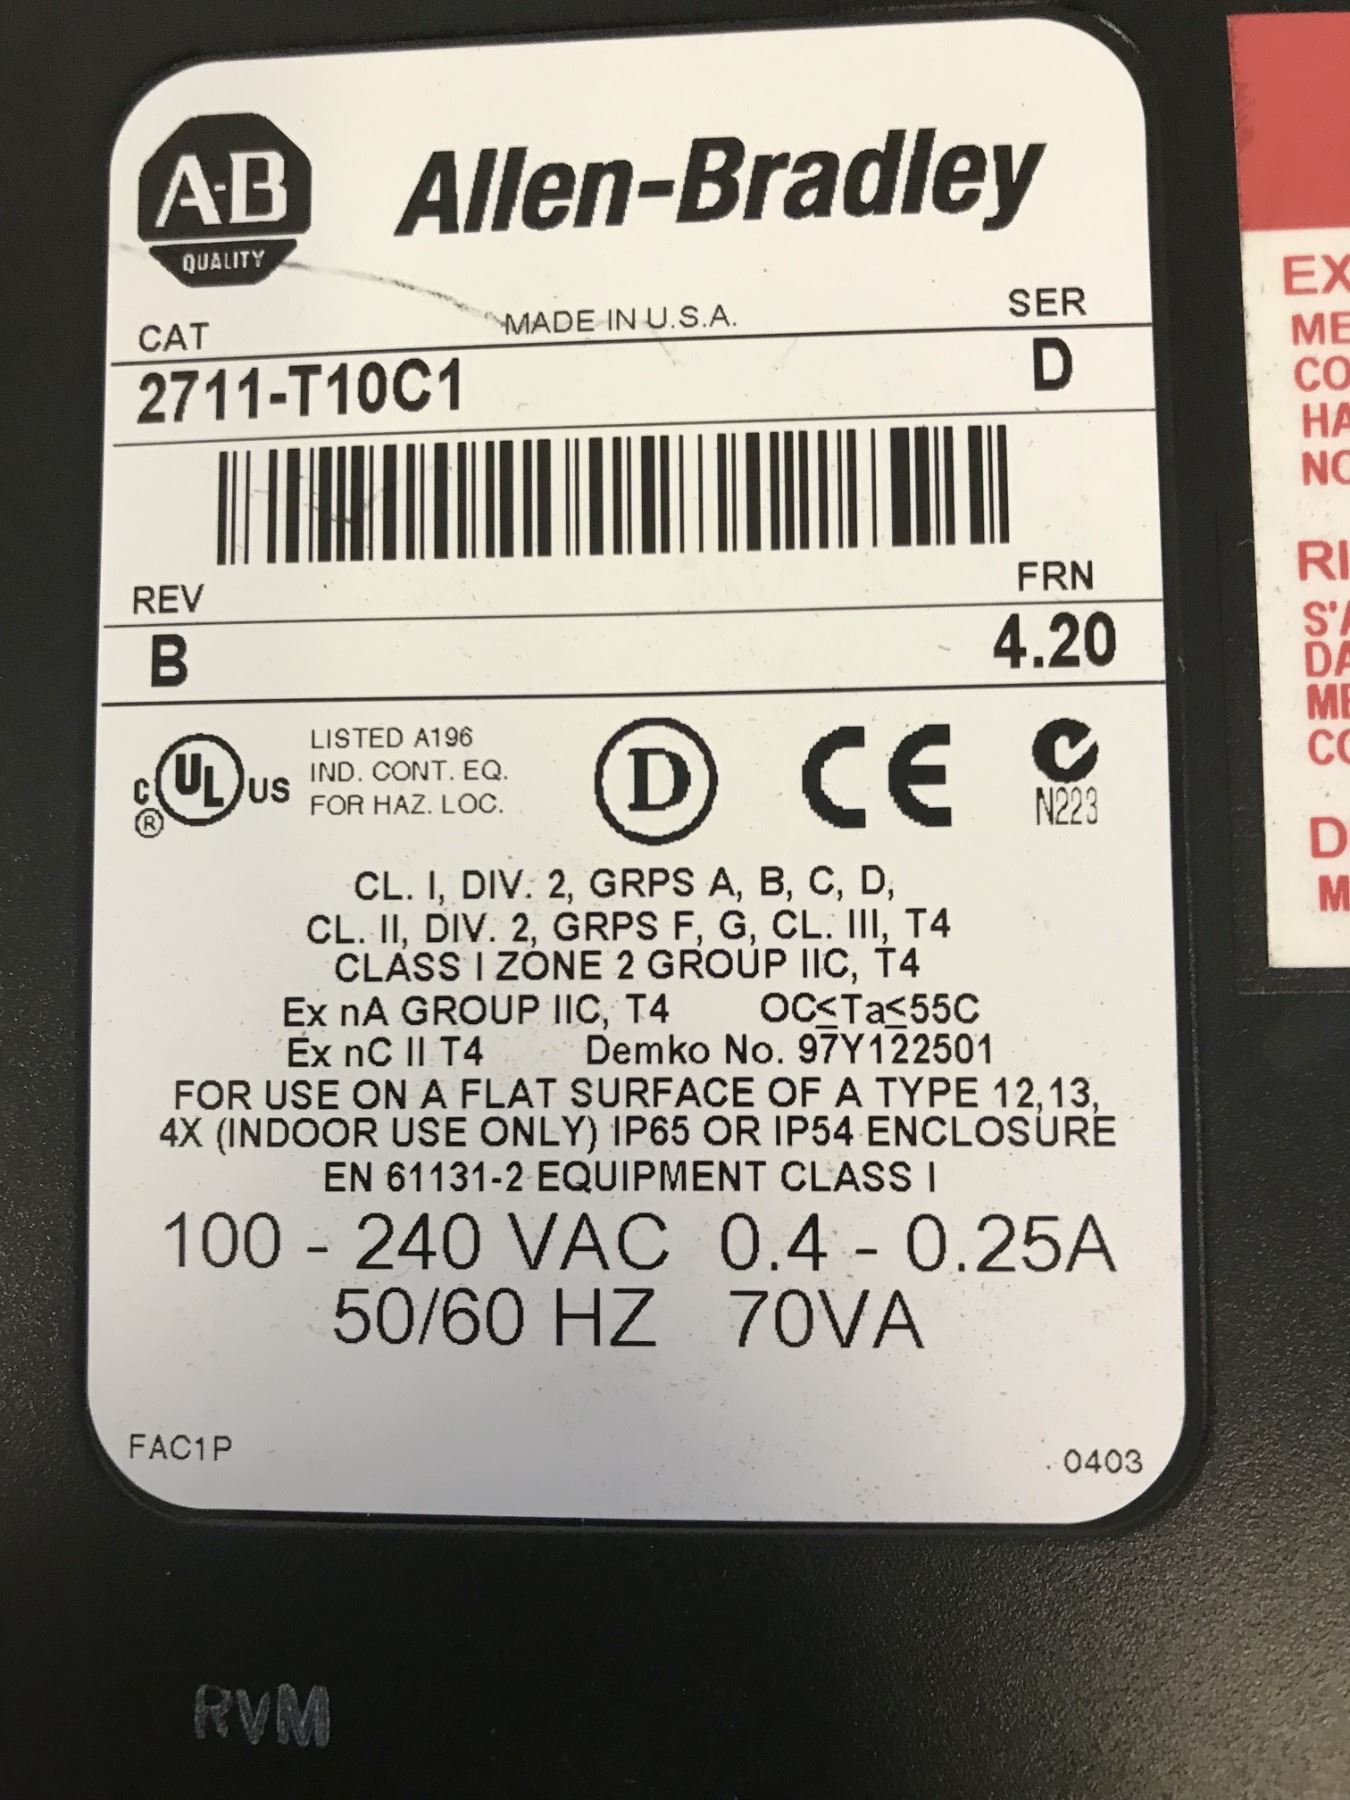 A-B
QUALITY
Allen-Bradley
CAT
MADE IN U.S.A.
SER
2711-T10C1
D
REV
FRN
B
4.20
C UL US
®
LISTED A196
IND. CONT. EQ.
FOR HAZ. LOC.
D
CE
N223
CL. I, DIV. 2, GRPS A, B, C, D,
CL. II, DIV. 2, GRPS F, G, CL. III, T4
CLASS I ZONE 2 GROUP IIC, T4
Ex nA GROUP IIC, T4 OC≤Ta≤55C
Ex nC II T4 Demko No. 97Y122501
FOR USE ON A FLAT SURFACE OF A TYPE 12,13,
4X (INDOOR USE ONLY) IP65 OR IP54 ENCLOSURE
EN 61131-2 EQUIPMENT CLASS I
100 - 240 VAC 0.4 - 0.25A
50/60 HZ 70VA
FAC1P
0403
RVM
EX
ME
CO
HA
NO
RI
S'A
DA
ME
CO
D
M